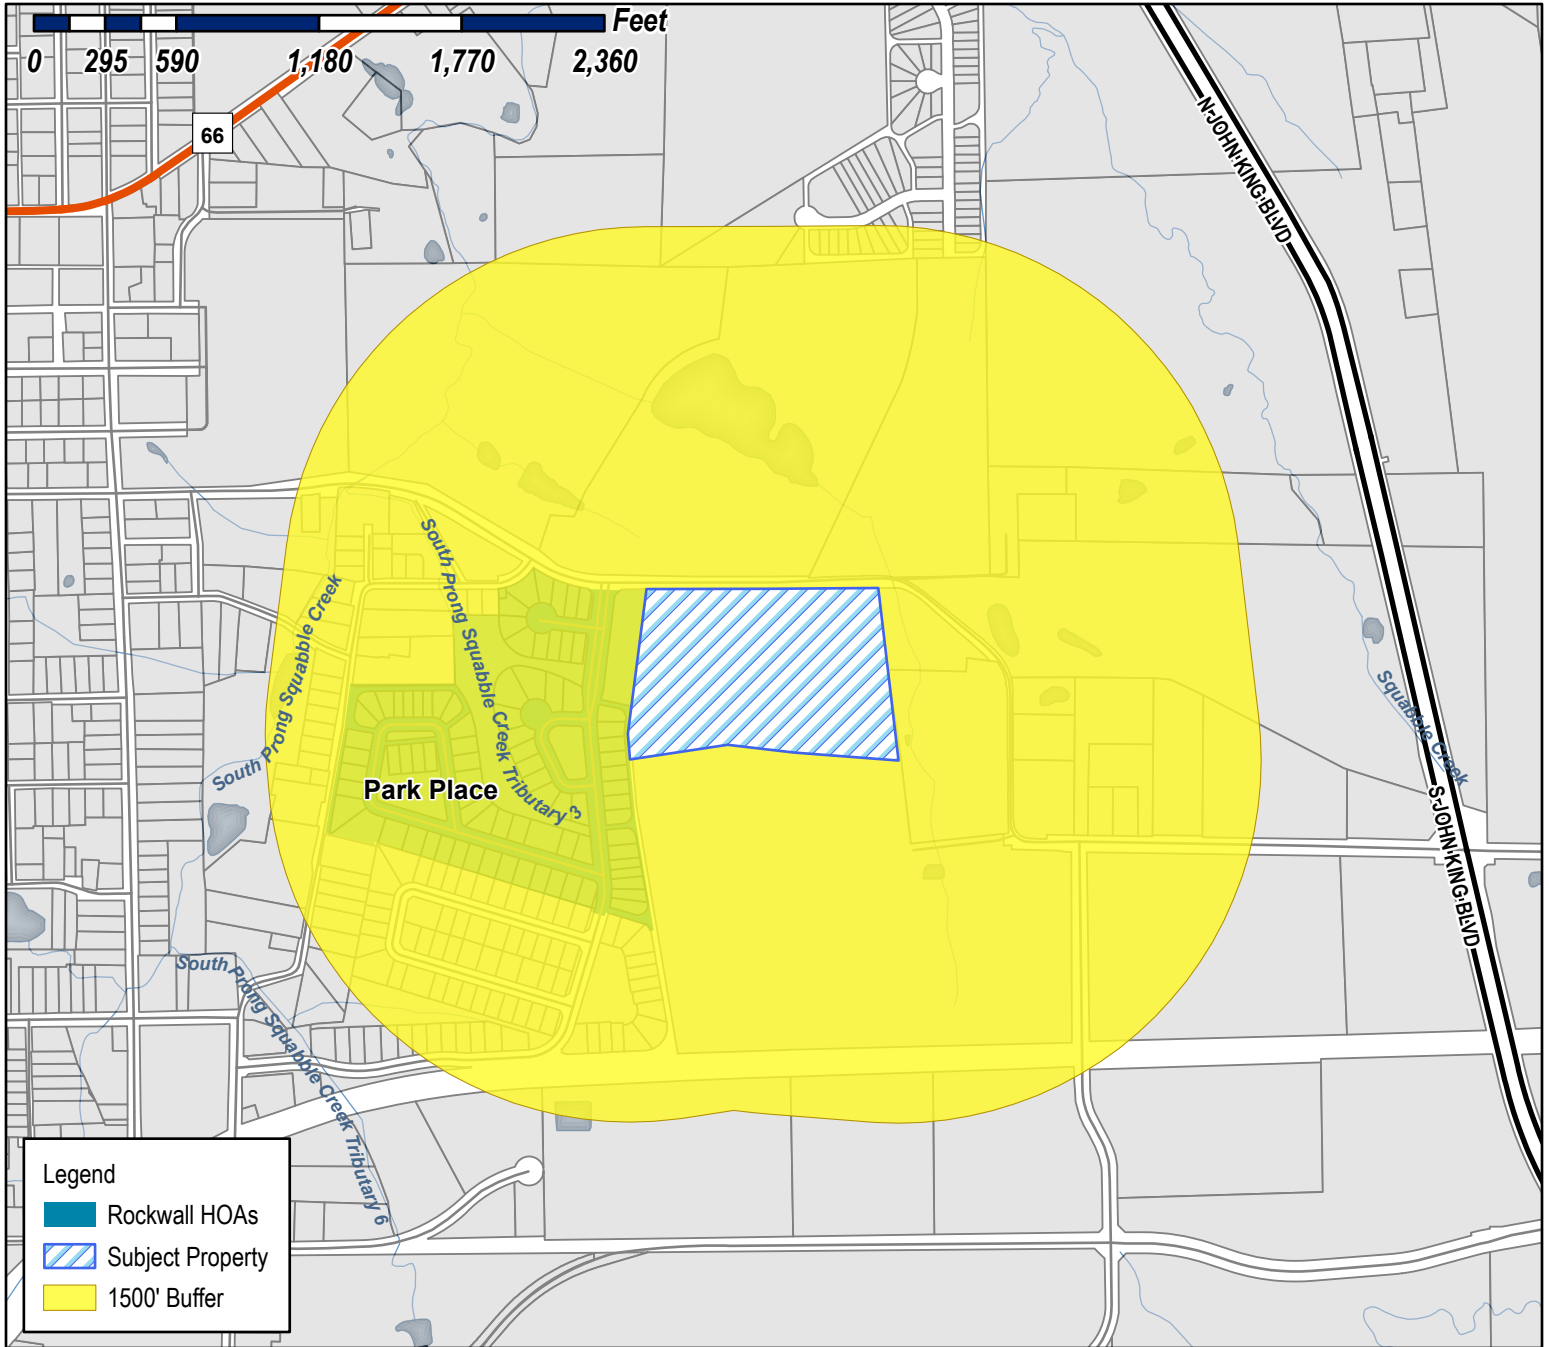 Feet
0 295 590 1,180 1,770 2,360
66
N JOHN KING BLVD
South Prong Squabble Creek
South Prong Squabble Creek Tributary 3
Park Place
Squabble Creek
S JOHN KING BLVD
South Prong Squabble Creek Tributary 6
Legend
Rockwall HOAs
Subject Property
1500' Buffer